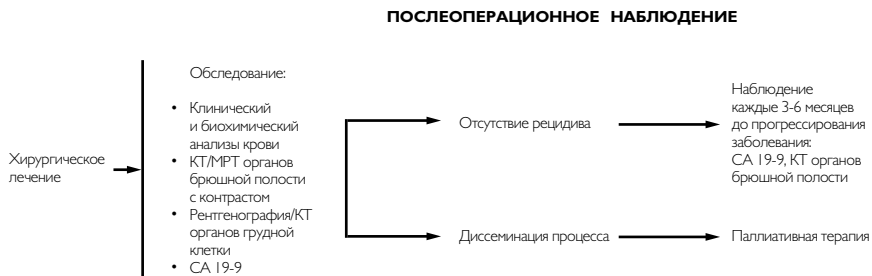 ПОСЛЕОПЕРАЦИОННОЕ НАБЛЮДЕНИЕ
Хирургическое
лечение
Обследование:
• Клинический
и биохимический
анализы крови
• КТ/МРТ органов
брюшной полости
с контрастом
• Рентгенография/КТ
органов грудной
клетки
• СА 19-9
Отсутствие рецидива
Наблюдение
каждые 3-6 месяцев
до прогрессирования
заболевания:
СА 19-9, КТ органов
брюшной полости
Диссеминация процесса
Паллиативная терапия